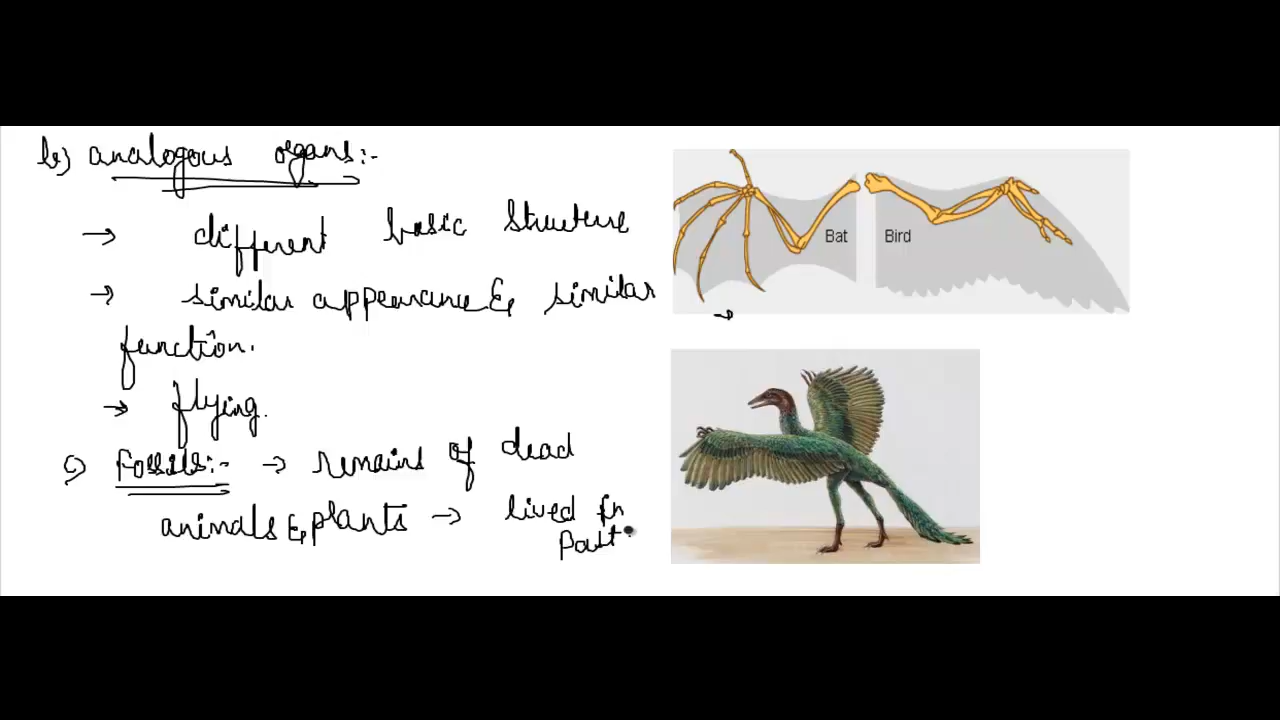 b) analogous organs:-
→ different basic structure
→ similar appearance & similar
function.
→ flying.
c) Fossils:- → remains of dead
animals & plants → lived in
past.
Bat
Bird
→